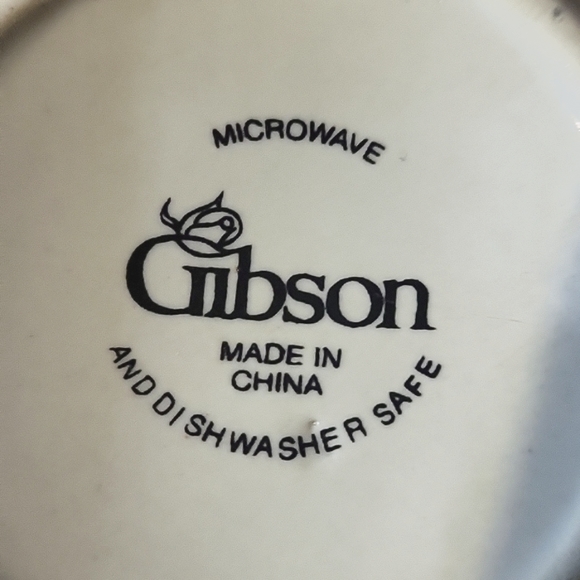 MICROWAVE
Gibson
MADE IN
CHINA
AND DISHWASHER SAFE